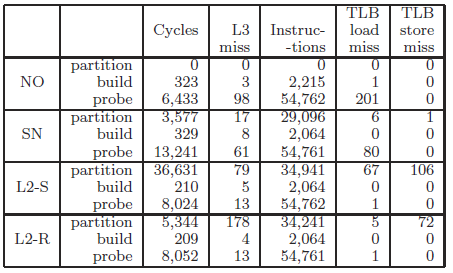 TLB TLB
Cycles L3 Instruc- load store
miss -tions miss miss
partition 0 0 0 0 0
NO build 323 3 2,215 1 0
probe 6,433 98 54,762 201 0
partition 3,577 17 29,096 6 1
SN build 329 8 2,064 0 0
probe 13,241 61 54,761 80 0
partition 36,631 79 34,941 67 106
L2-S build 210 5 2,064 0 0
probe 8,024 13 54,762 1 0
partition 5,344 178 34,241 5 72
L2-R build 209 4 2,064 0 0
probe 8,052 13 54,761 1 0